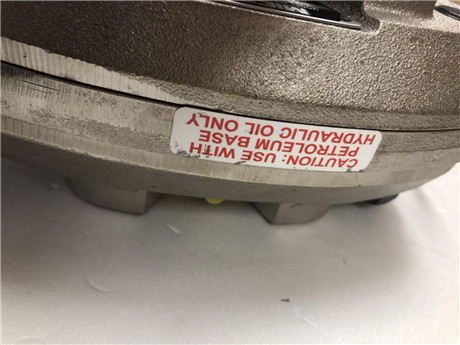 CAUTION: USE WITH
PETROLEUM BASE
HYDRAULIC OIL ONLY